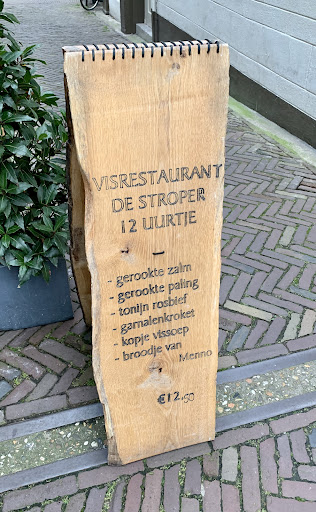 VISRESTAURANT
DE STROPER
12 UURTJE
- gerookte zalm
- gerookte paling
- tonijn rosbief
- garnalenkroket
- kopje vissoep
- broodje van Menno
€12,50